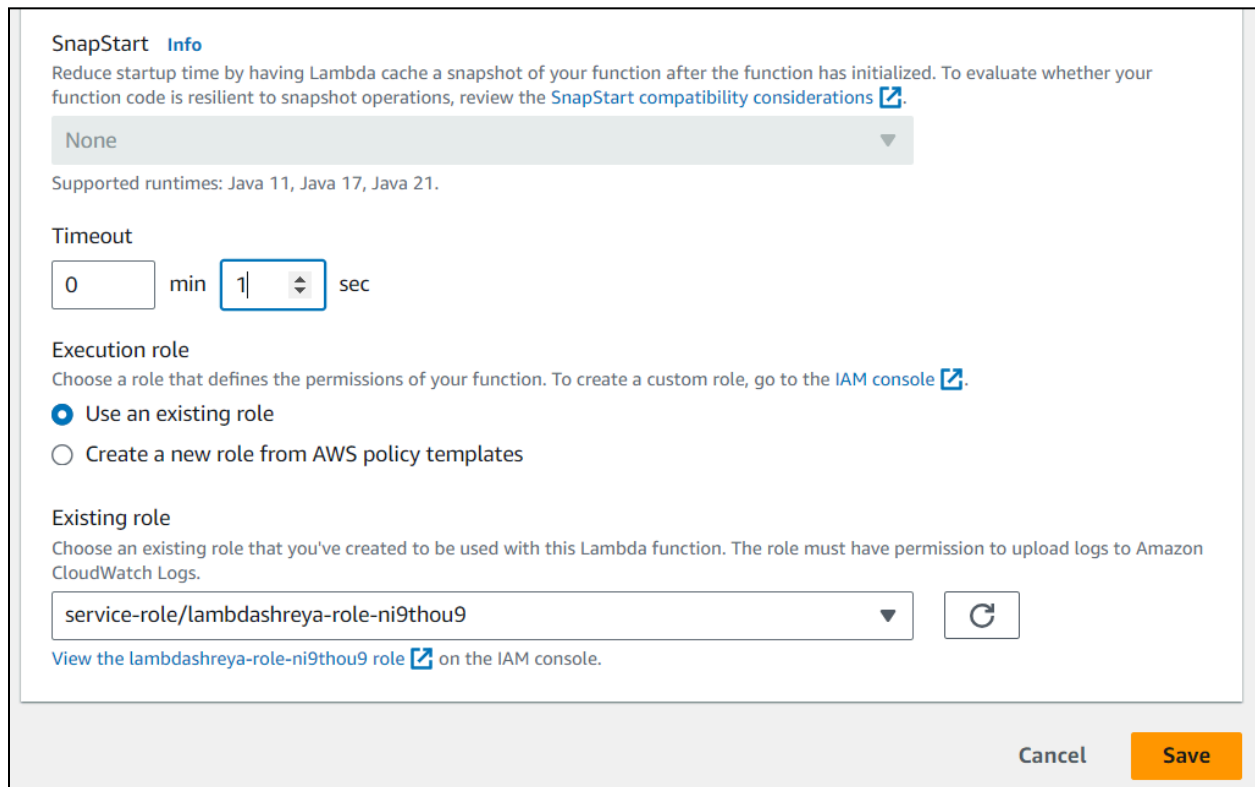 SnapStart Info
Reduce startup time by having Lambda cache a snapshot of your function after the function has initialized. To evaluate whether your
function code is resilient to snapshot operations, review the SnapStart compatibility considerations.
None
Supported runtimes: Java 11, Java 17, Java 21.
Timeout
0 min 1 sec
Execution role
Choose a role that defines the permissions of your function. To create a custom role, go to the IAM console.
Use an existing role
Create a new role from AWS policy templates
Existing role
Choose an existing role that you've created to be used with this Lambda function. The role must have permission to upload logs to Amazon
CloudWatch Logs.
service-role/lambdashreya-role-ni9thou9
View the lambdashreya-role-ni9thou9 role on the IAM console.
Cancel Save